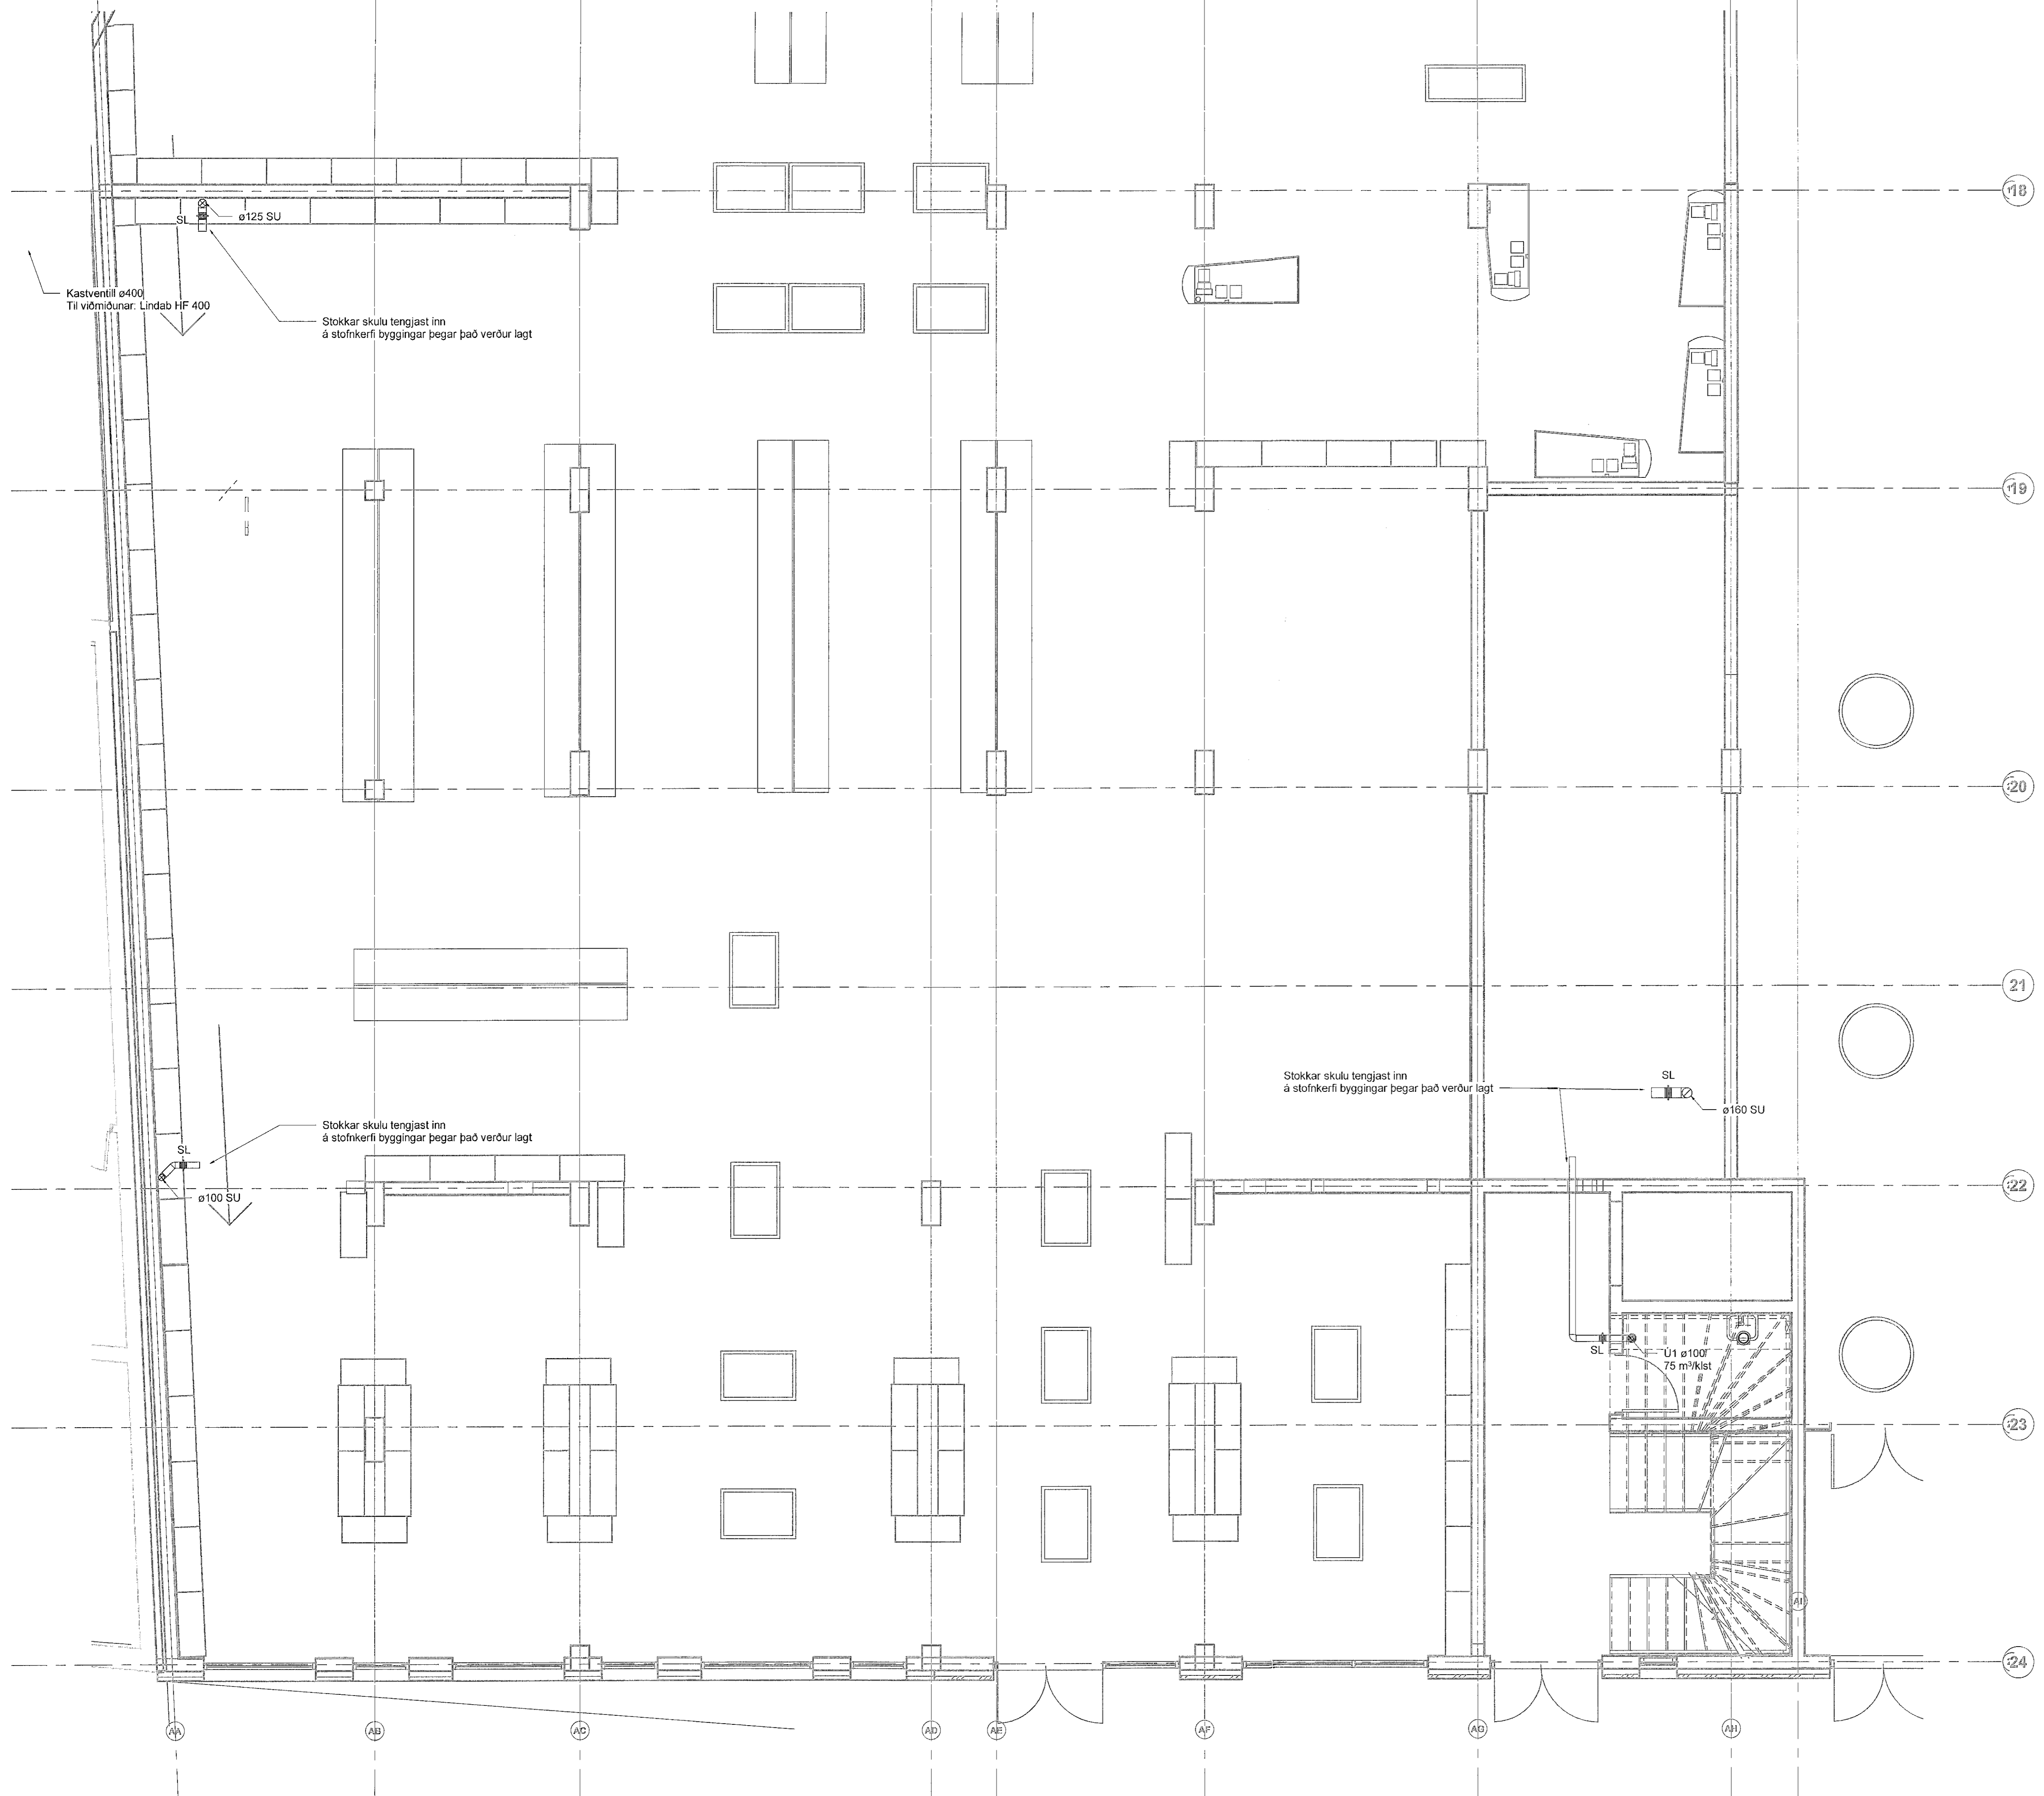 18
SL
ø125 SU
Kastventill ø400
Til viðmiðunar: Lindab HF 400
Stokkar skulu tengjast inn
á stofnkerfi byggingar þegar það verður lagt
19
20
21
Stokkar skulu tengjast inn
á stofnkerfi byggingar þegar það verður lagt
SL
ø160 SU
Stokkar skulu tengjast inn
á stofnkerfi byggingar þegar það verður lagt
SL
ø100 SU
22
SL
Ú1 ø100
75 m³/klst
23
AI
24
AA
AB
AC
AD
AE
AF
AG
AH